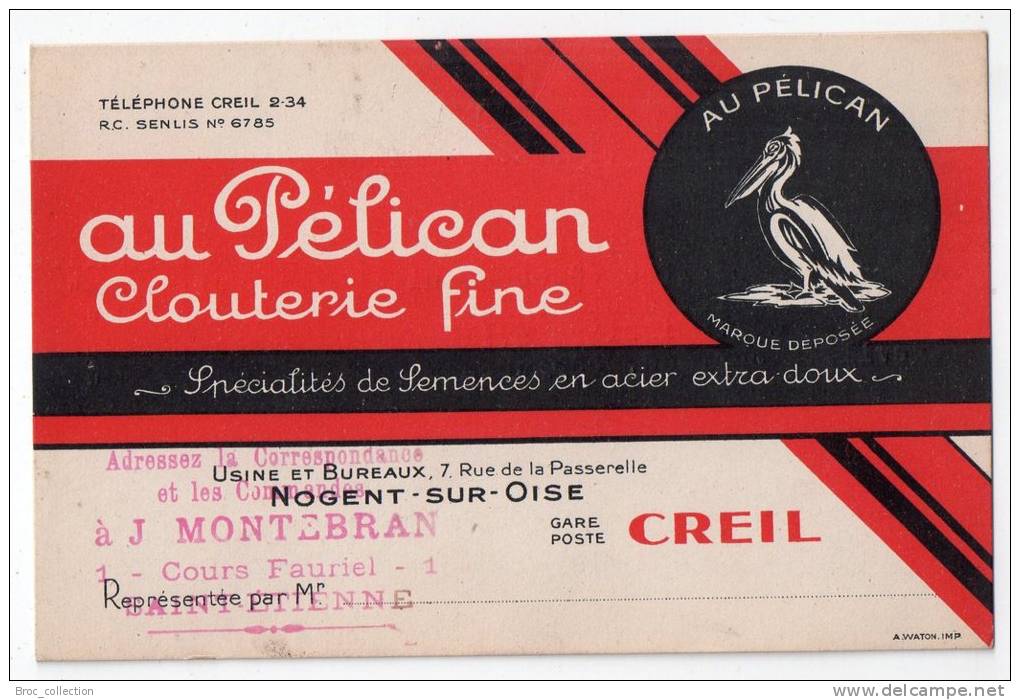 TÉLÉPHONE CREIL 2-34
R.C. SENLIS Nº 6785
AU PÉLICAN
MARQUE DÉPOSÉE
au Pélican
Clouterie fine
Spécialités de Semences en acier extra-doux
Adressez la Correspondance
USINE ET BUREAUX, 7. Rue de la Passerelle
et les Commandes
NOGENT-SUR-OISE
à J MONTEBRAN
GARE
POSTE
CREIL
1 - Cours Fauriel - 1
Représentée par Mr.
SAINT-ETIENNE
A.WATON.IMP.
Broc_collection
delcampe.net